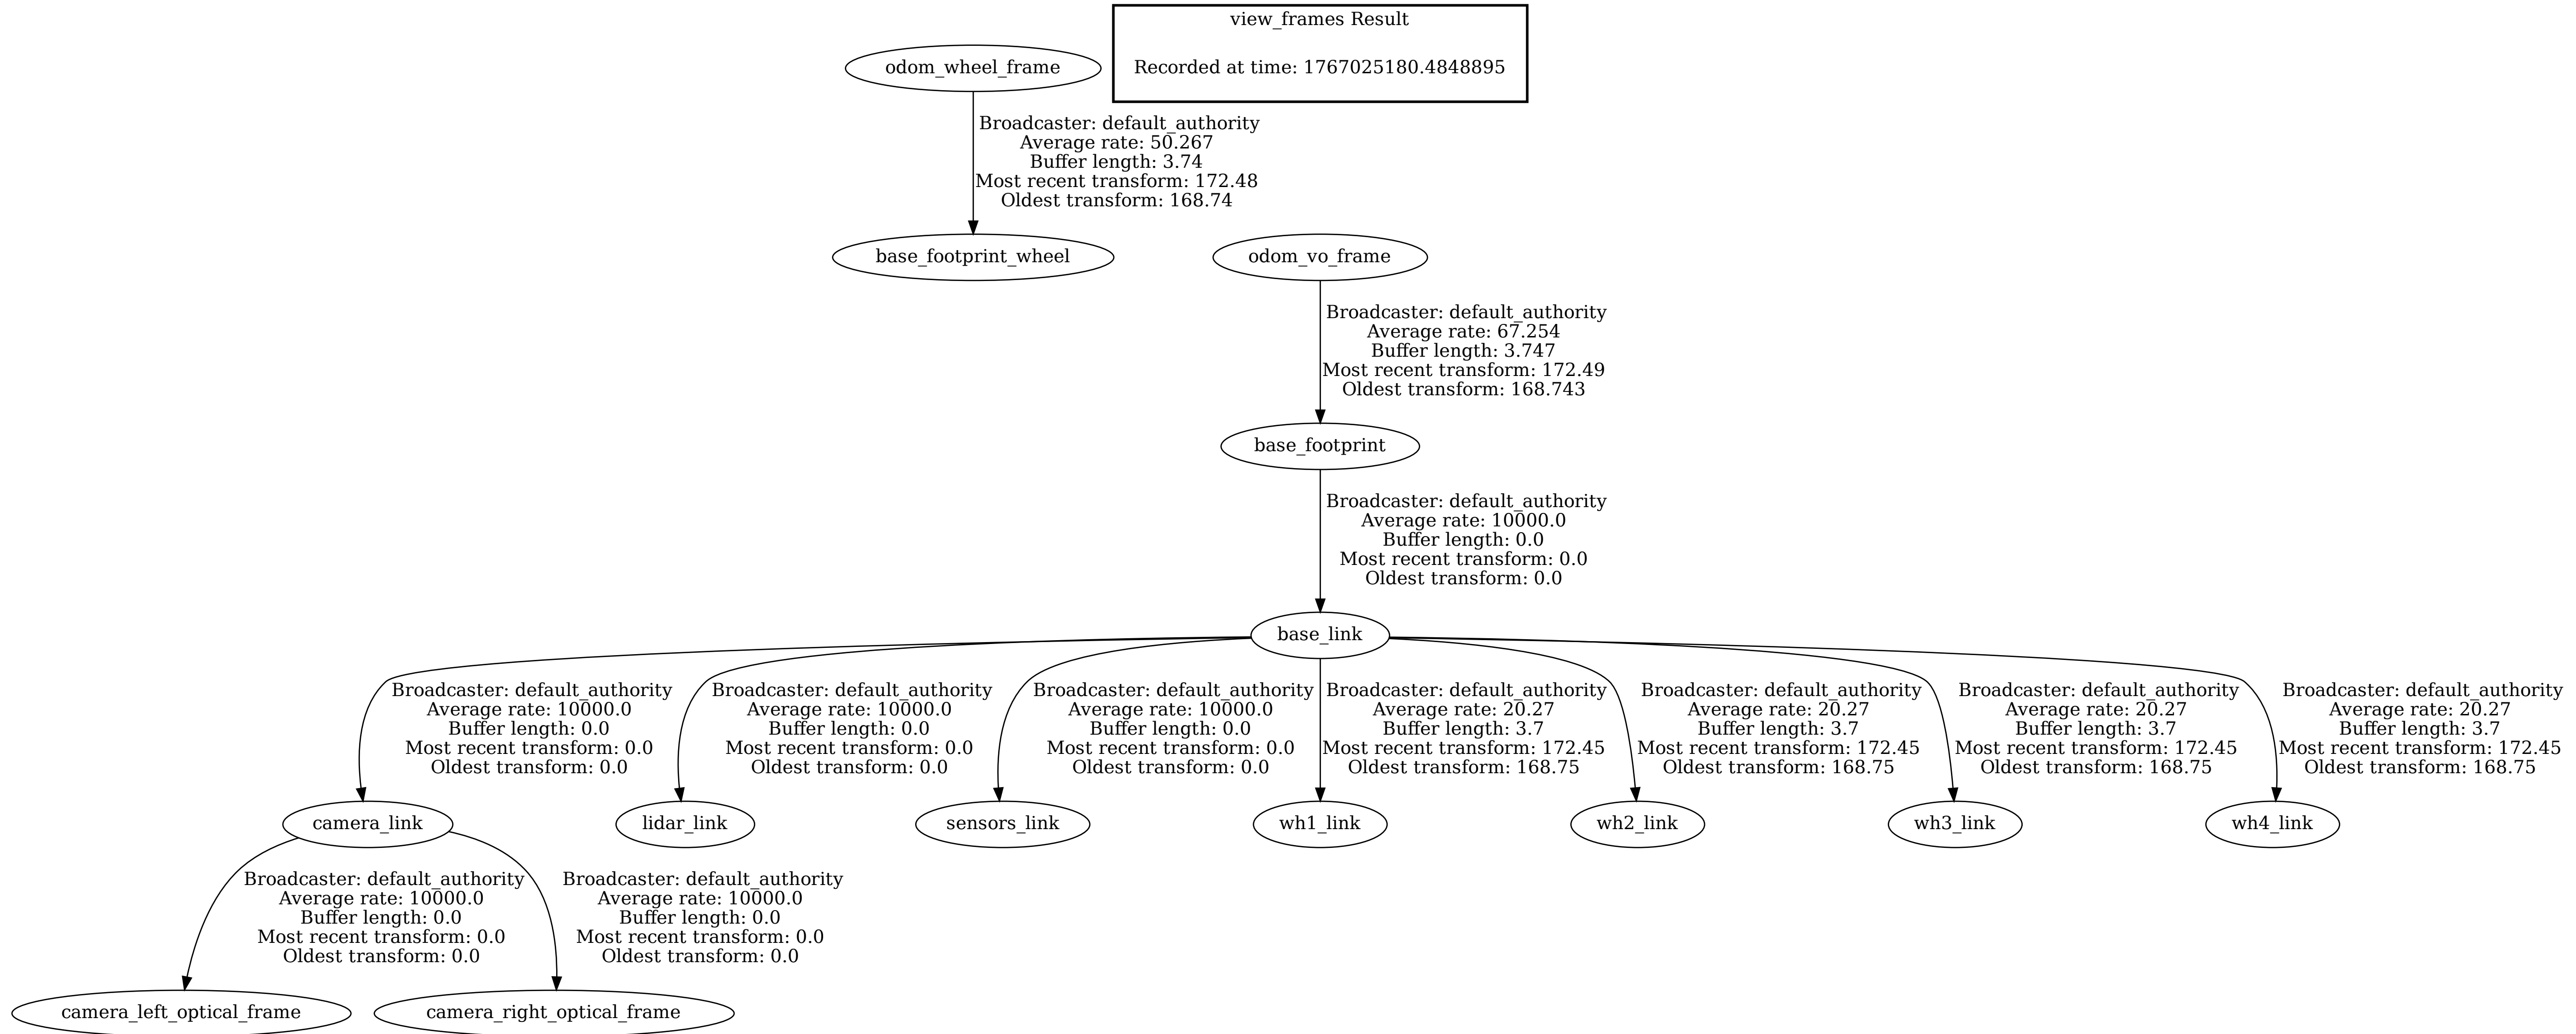 view_frames Result
Recorded at time: 1767025180.4848895
odom_wheel_frame
Broadcaster: default_authority
Average rate: 50.267
Buffer length: 3.74
Most recent transform: 172.48
Oldest transform: 168.74
base_footprint_wheel
odom_vo_frame
Broadcaster: default_authority
Average rate: 67.254
Buffer length: 3.747
Most recent transform: 172.49
Oldest transform: 168.743
base_footprint
Broadcaster: default_authority
Average rate: 10000.0
Buffer length: 0.0
Most recent transform: 0.0
Oldest transform: 0.0
base_link
Broadcaster: default_authority
Average rate: 10000.0
Buffer length: 0.0
Most recent transform: 0.0
Oldest transform: 0.0
Broadcaster: default_authority
Average rate: 10000.0
Buffer length: 0.0
Most recent transform: 0.0
Oldest transform: 0.0
Broadcaster: default_authority
Average rate: 10000.0
Buffer length: 0.0
Most recent transform: 0.0
Oldest transform: 0.0
Broadcaster: default_authority
Average rate: 20.27
Buffer length: 3.7
Most recent transform: 172.45
Oldest transform: 168.75
Broadcaster: default_authority
Average rate: 20.27
Buffer length: 3.7
Most recent transform: 172.45
Oldest transform: 168.75
Broadcaster: default_authority
Average rate: 20.27
Buffer length: 3.7
Most recent transform: 172.45
Oldest transform: 168.75
Broadcaster: default_authority
Average rate: 20.27
Buffer length: 3.7
Most recent transform: 172.45
Oldest transform: 168.75
camera_link
lidar_link
sensors_link
wh1_link
wh2_link
wh3_link
wh4_link
Broadcaster: default_authority
Average rate: 10000.0
Buffer length: 0.0
Most recent transform: 0.0
Oldest transform: 0.0
Broadcaster: default_authority
Average rate: 10000.0
Buffer length: 0.0
Most recent transform: 0.0
Oldest transform: 0.0
camera_left_optical_frame
camera_right_optical_frame